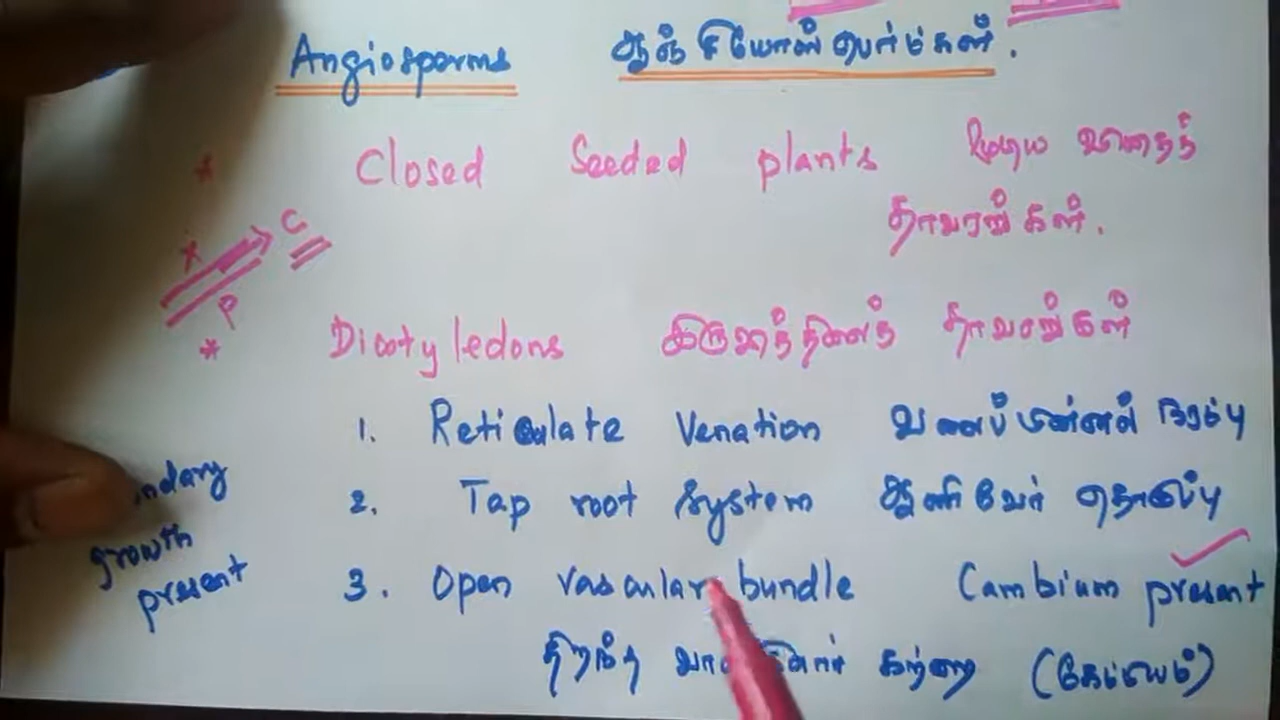 Angiosperms ஆஞ்சியோஸ்பெர்ம்கள்.
Closed Seeded plants மூடிய விதைத்
தாவரங்கள்.
X C
P
Dicotyledons இருவித்திலைத் தாவரங்கள்
1. Reticulate Venation வலைப்பின்னல் நரம்பு
2. Tap root system ஆணிவேர் தொகுப்பு
3. Open vascular bundle Cambium present
திறந்த கற்றை (கேம்பியம்)
growth
present